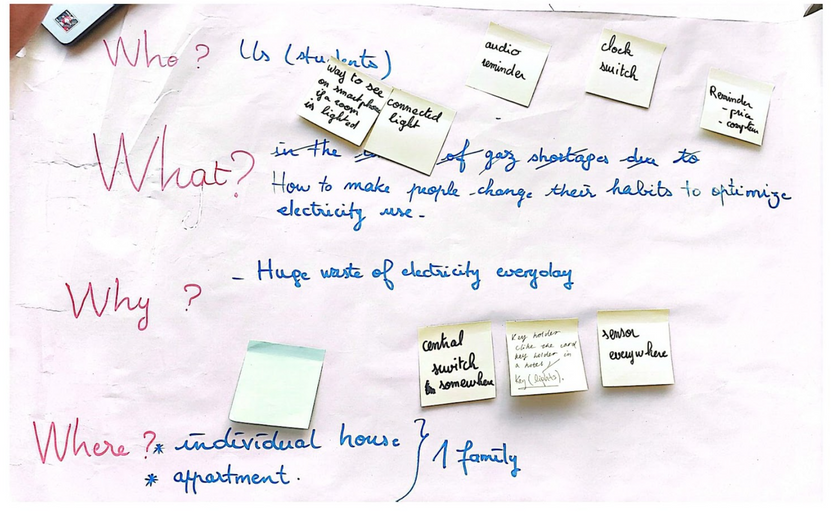 Who?
Us (students)
way to see
on smartphone
if a room
is lighted
connected
light
audio
reminder
clock
switch
Reminder
- price
-
What?
in the of gaz shortages due to
How to make people change their habits to optimize
electricity use -
Why ?
- Huge waste of electricity everyday
central
switch
somewhere
Key holder
(like the card
key holder in
a hotel)
Key (lights).
sensor
everywhere
Where ?
* individual house
* appartment.
1 family